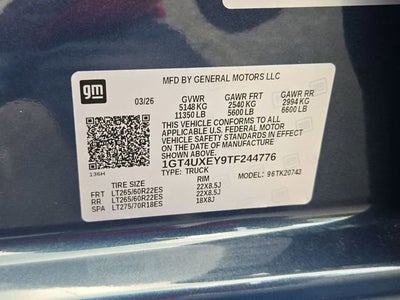 gm
MFD BY GENERAL MOTORS LLC
03/26 GVWR GAWR FRT GAWR RR
5148 KG 2540 KG 2994 KG
11350 LB 5600 LB 6600 LB
THIS VEHICLE CONFORMS TO ALL
APPLICABLE U.S. FEDERAL MOTOR
VEHICLE SAFETY STANDARDS IN
EFFECT ON THE DATE OF
MANUFACTURE SHOWN ABOVE.
1GT4UXEY9TF244776
TYPE: TRUCK MODEL: 96TK20743
136H
TIRE SIZE RIM
FRT LT265/60R22ES 22X8.5J
RR LT265/60R22ES 22X8.5J
SPA LT275/70R18ES 18X8J